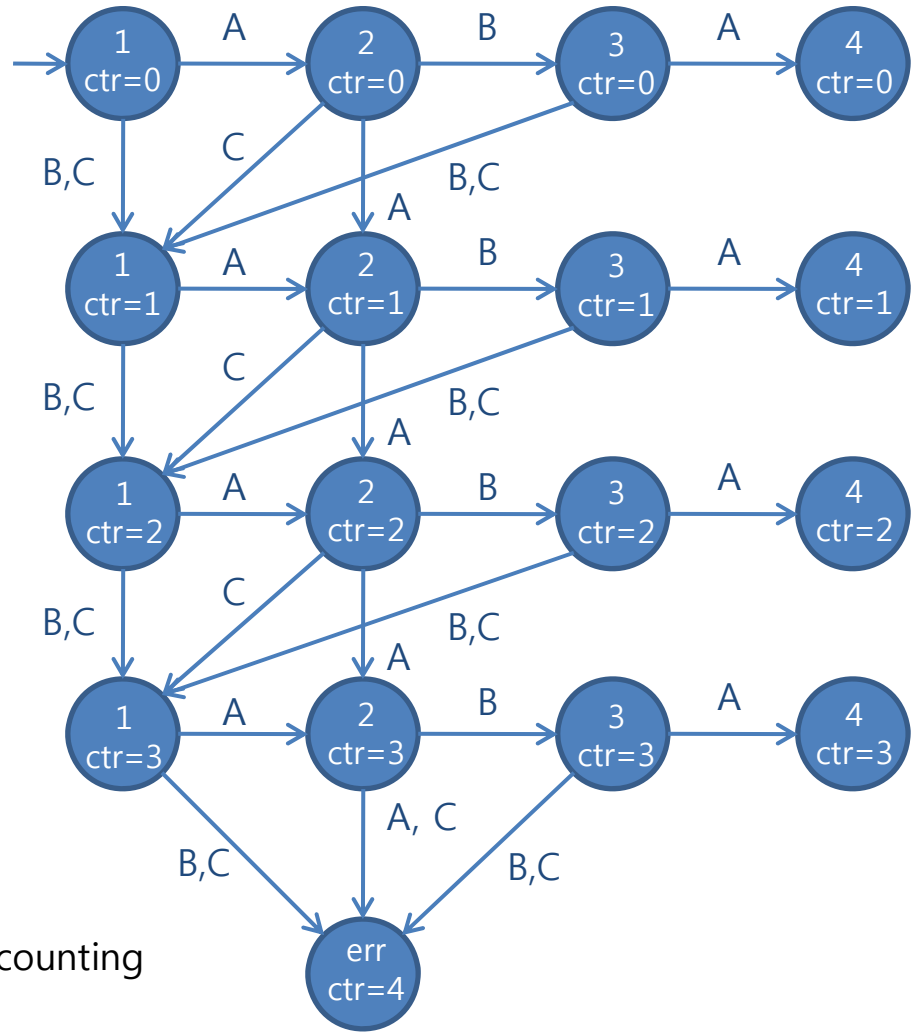 A
B
A
1
ctr=0
2
ctr=0
3
ctr=0
4
ctr=0
C
B,C
B,C
A
A
B
A
1
ctr=1
2
ctr=1
3
ctr=1
4
ctr=1
C
B,C
B,C
A
A
B
A
1
ctr=2
2
ctr=2
3
ctr=2
4
ctr=2
C
B,C
B,C
A
A
B
A
1
ctr=3
2
ctr=3
3
ctr=3
4
ctr=3
A, C
B,C
B,C
err
ctr=4
counting